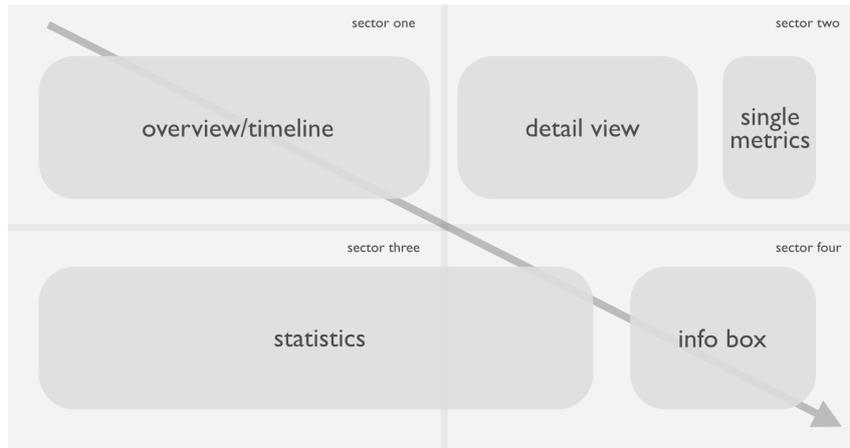 sector one
sector two
overview/timeline
detail view
single
metrics
sector three
sector four
statistics
info box